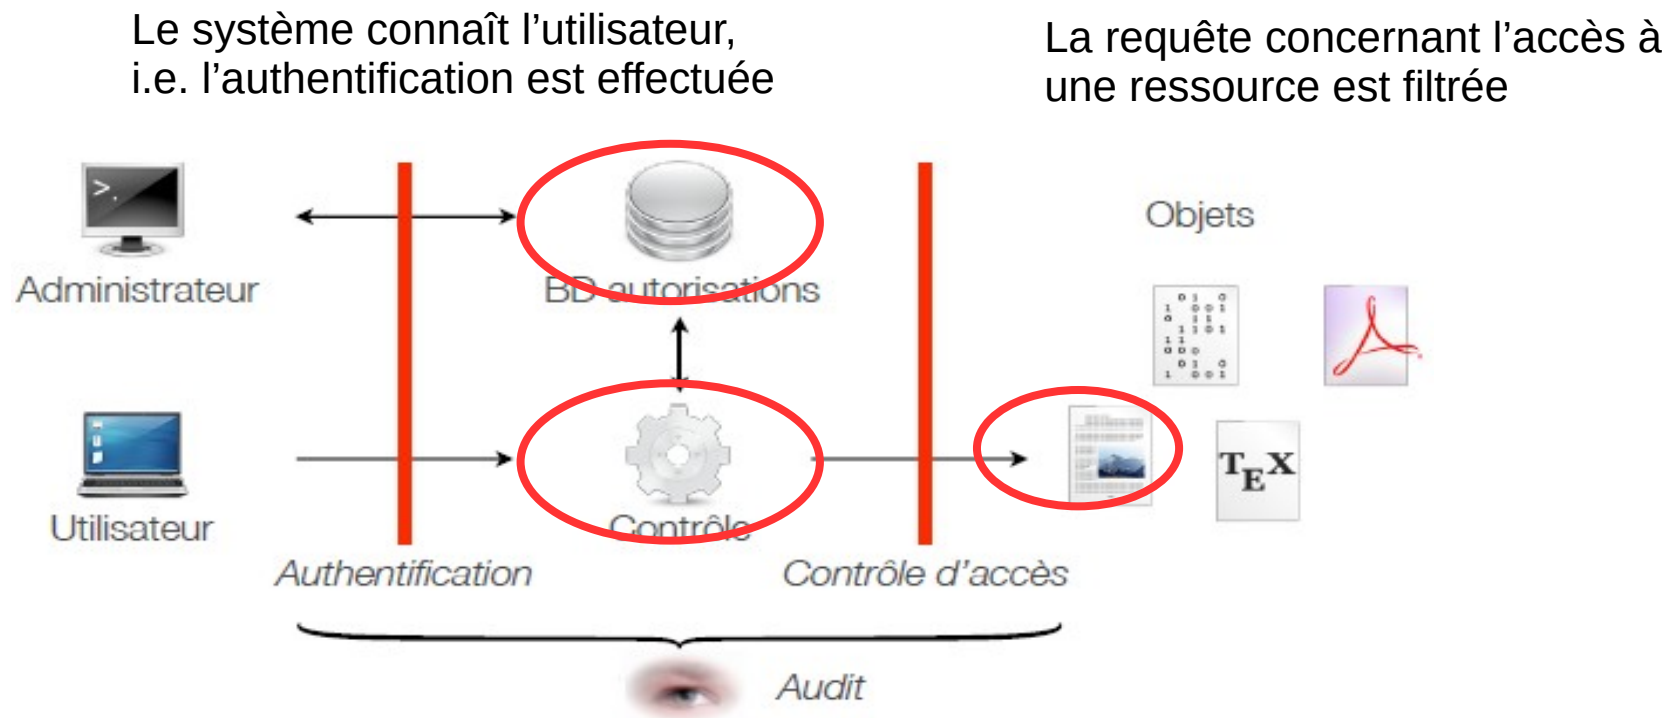 Le système connaît l’utilisateur,
i.e. l’authentification est effectuée
La requête concernant l’accès à
une ressource est filtrée
>.
Objets
Administrateur
BD autorisations
TEX
Utilisateur
Contrôle
Authentification
Contrôle d’accès
Audit